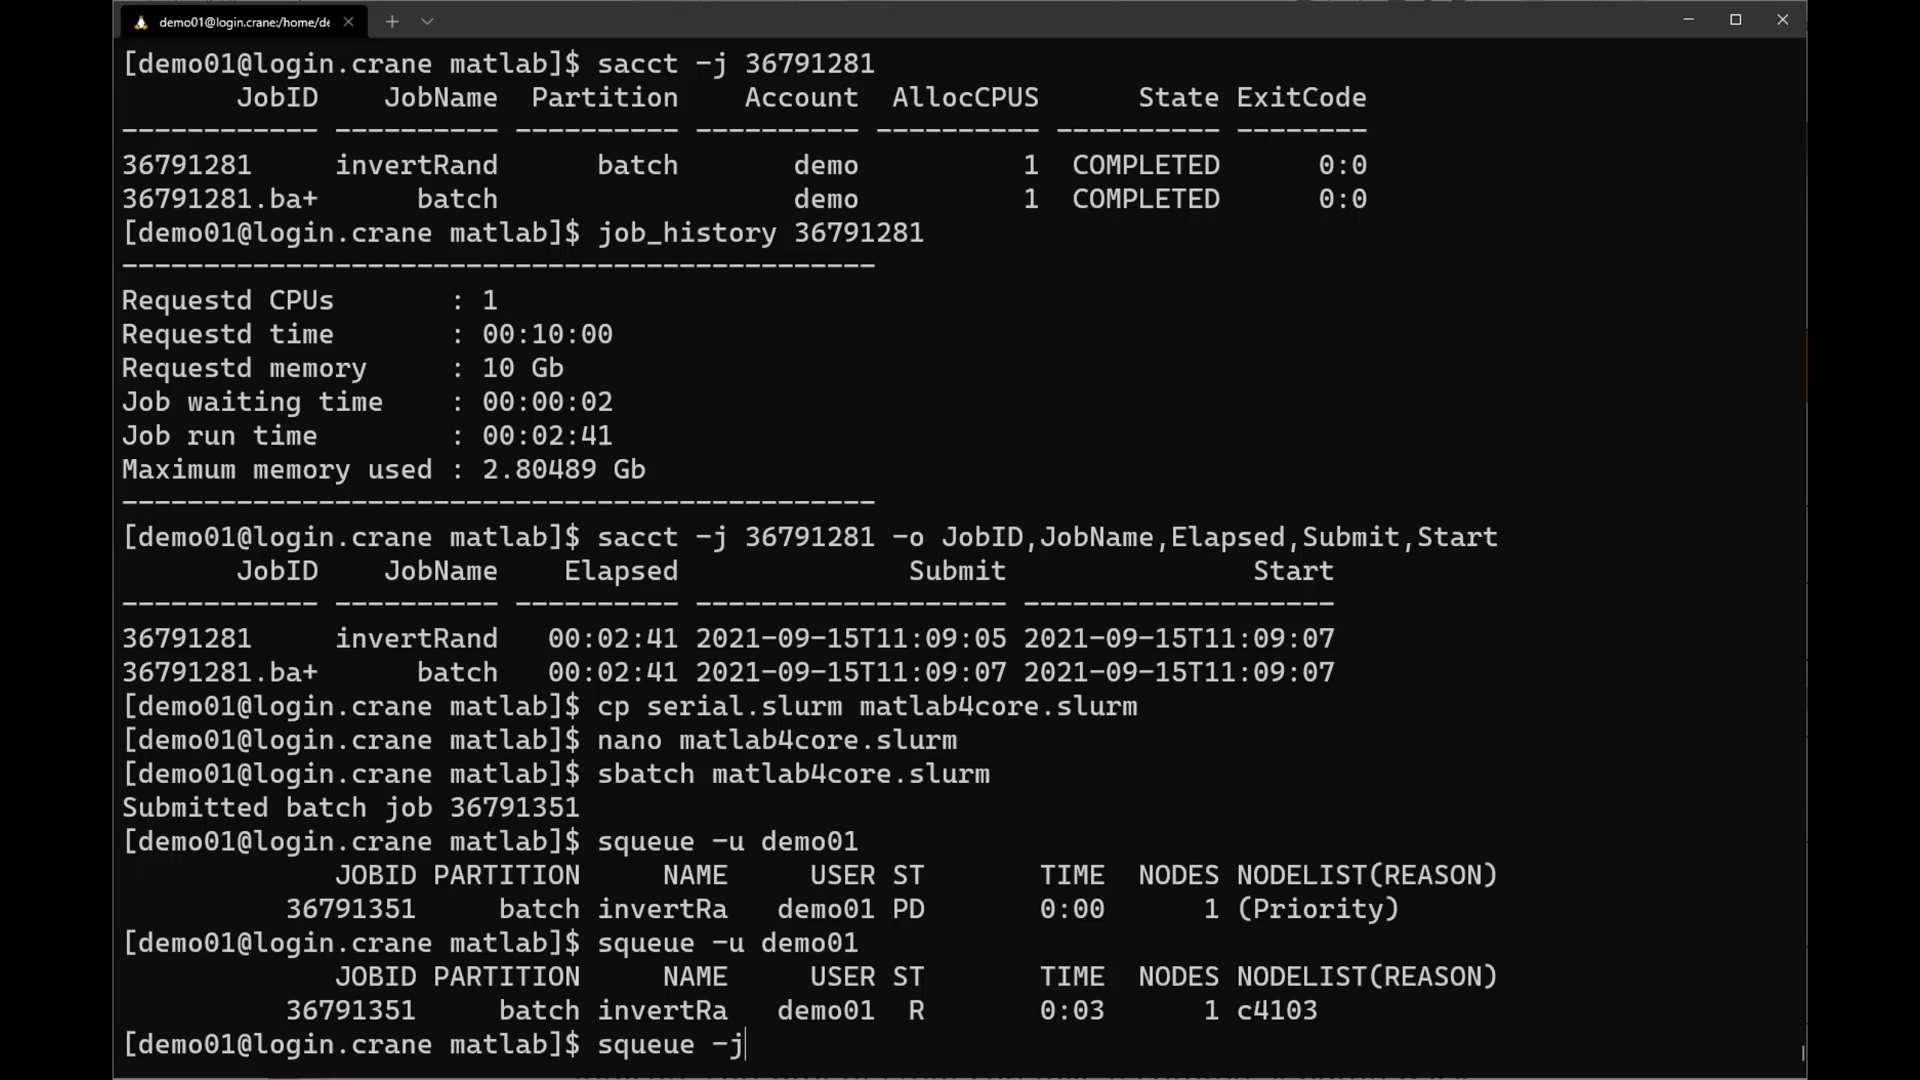 demo01@login.crane:/home/de
[demo01@login.crane matlab]$ sacct -j 36791281
JobID JobName Partition Account AllocCPUS State ExitCode
------------ ---------- ---------- ---------- ---------- ---------- --------
36791281 invertRand batch demo 1 COMPLETED 0:0
36791281.ba+ batch demo 1 COMPLETED 0:0
[demo01@login.crane matlab]$ job_history 36791281
----------------------------------------------
Requestd CPUs : 1
Requestd time : 00:10:00
Requestd memory : 10 Gb
Job waiting time : 00:00:02
Job run time : 00:02:41
Maximum memory used : 2.80489 Gb
----------------------------------------------
[demo01@login.crane matlab]$ sacct -j 36791281 -o JobID,JobName,Elapsed,Submit,Start
JobID JobName Elapsed Submit Start
------------ ---------- ---------- ------------------- -------------------
36791281 invertRand 00:02:41 2021-09-15T11:09:05 2021-09-15T11:09:07
36791281.ba+ batch 00:02:41 2021-09-15T11:09:07 2021-09-15T11:09:07
[demo01@login.crane matlab]$ cp serial.slurm matlab4core.slurm
[demo01@login.crane matlab]$ nano matlab4core.slurm
[demo01@login.crane matlab]$ sbatch matlab4core.slurm
Submitted batch job 36791351
[demo01@login.crane matlab]$ squeue -u demo01
JOBID PARTITION NAME USER ST TIME NODES NODELIST(REASON)
36791351 batch invertRa demo01 PD 0:00 1 (Priority)
[demo01@login.crane matlab]$ squeue -u demo01
JOBID PARTITION NAME USER ST TIME NODES NODELIST(REASON)
36791351 batch invertRa demo01 R 0:03 1 c4103
[demo01@login.crane matlab]$ squeue -j